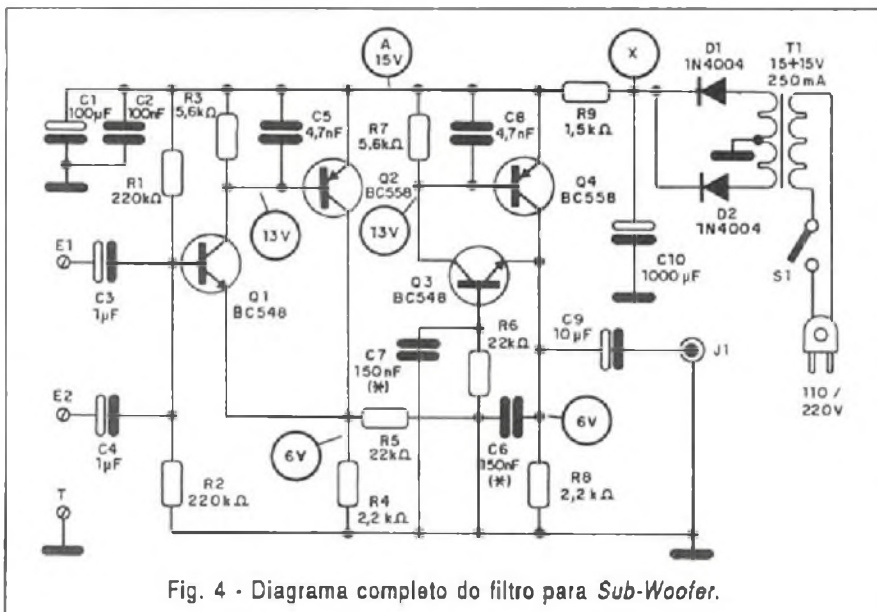 A
15V
X
D1
1N4004
T1
15+15V
250mA
C1
100µF
C2
100nF
R3
5,6kΩ
C5
4,7nF
R7
5,6kΩ
C8
4,7nF
R9
1,5kΩ
R1
220kΩ
Q2
BC558
Q4
BC558
D2
1N4004
13V
13V
C10
1000µF
S1
E1
C3
1µF
Q1
BC548
Q3
BC548
R6
22kΩ
C9
10µF
J1
C7
150nF
(*)
110/
220V
E2
C4
1µF
6V
R5
22kΩ
C6
150nF
(*)
6V
R2
220kΩ
R4
2,2kΩ
R8
2,2kΩ
T
Fig. 4 - Diagrama completo do filtro para Sub-Woofer.